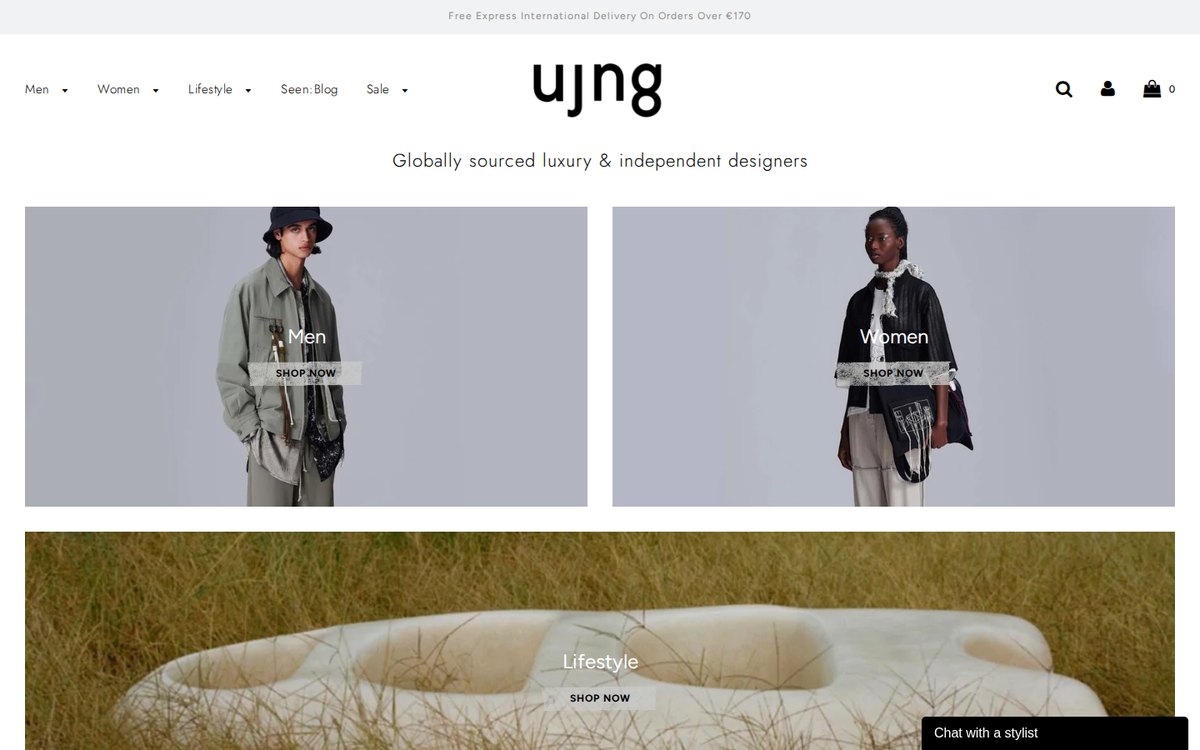 Free Express International Delivery On Orders Over €170
Men
Women
Lifestyle
Seen:Blog
Sale
ujng
0
Globally sourced luxury & independent designers
Men
SHOP NOW
Women
SHOP NOW
Lifestyle
SHOP NOW
Chat with a stylist